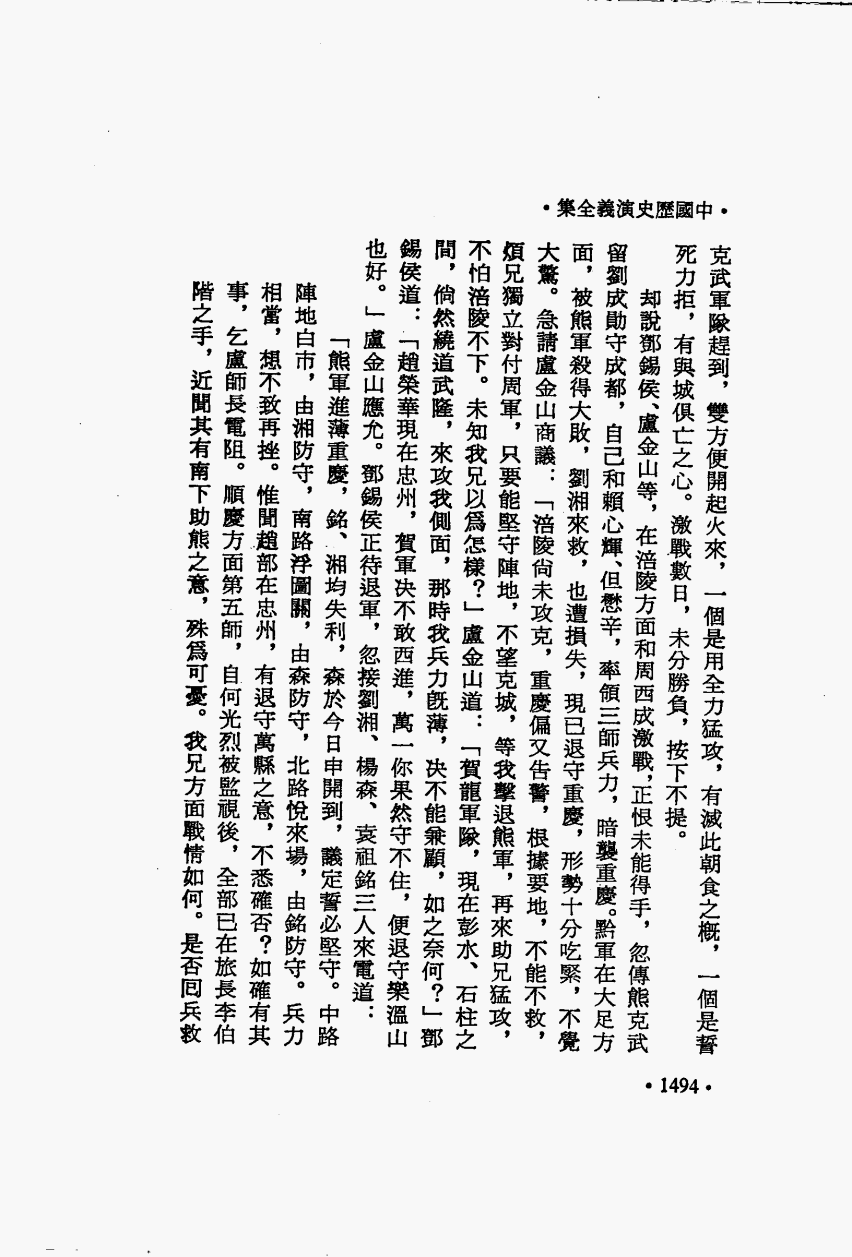 •中國歷史演義全集•
克武軍隊趕到，雙方便開起火來，一個是用全力猛攻，有滅此朝食之概，一個是誓
死力拒，有與城俱亡之心。激戰數日，未分勝負，按下不提。
却說鄧錫侯、盧金山等，在涪陵方面和周西成激戰，正恨未能得手，忽傳熊克武
留劉成勛守成都，自己和賴心輝、但懋辛，率領三師兵力，暗襲重慶。黔軍在大足方
面，被熊軍殺得大敗，劉湘來救，也遭損失，現已退守重慶，形勢十分吃緊，不覺
大驚。急請盧金山商議：「涪陵尙未攻克，重慶偏又告警，根據要地，不能不救，
煩兄獨立對付周軍，只要能堅守陣地，不望克城，等我擊退熊軍，再來助兄猛攻，
不怕涪陵不下。未知我兄以爲怎樣？」盧金山道：「賀龍軍隊，現在彭水、石柱之
間，倘然繞道武隆，來攻我側面，那時我兵力旣薄，决不能兼顧，如之奈何？」鄧
錫侯道：「趙榮華現在忠州，賀軍决不敢西進，萬一你果然守不住，便退守樂溫山
也好。」盧金山應允。鄧錫侯正待退軍，忽接劉湘、楊森、袁祖銘三人來電道：
「熊軍進薄重慶，銘、湘均失利，森於今日申開到，議定誓必堅守。中路
陣地白市，由湘防守，南路浮圖關，由森防守，北路悅來場，由銘防守。兵力
相當，想不致再挫。惟聞趙部在忠州，有退守萬縣之意，不悉確否？如確有其
事，乞盧師長電阻。順慶方面第五師，自何光烈被監視後，全部已在旅長李伯
階之手，近聞其有南下助熊之意，殊爲可憂。我兄方面戰情如何。是否囘兵救
•1494•